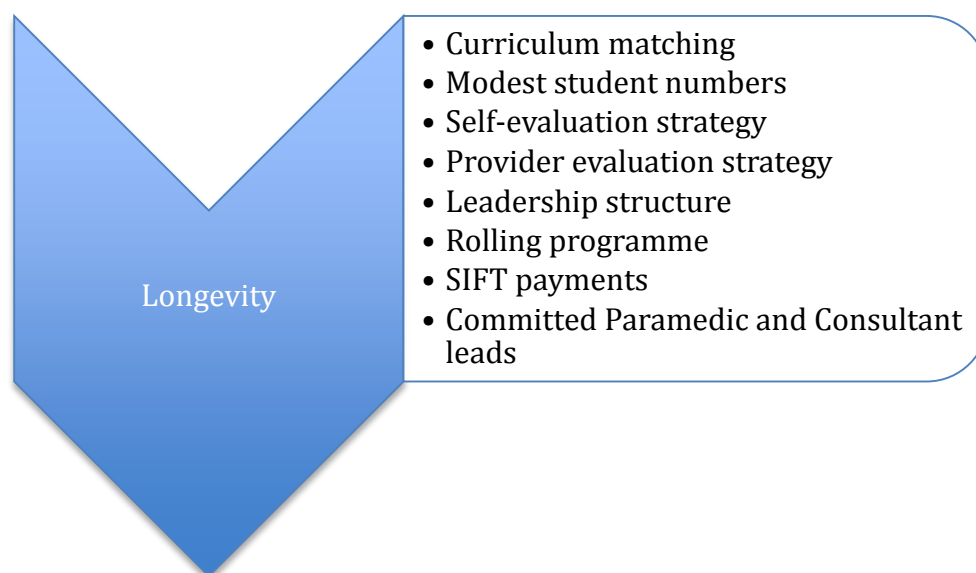 Longevity
• Curriculum matching
• Modest student numbers
• Self-evaluation strategy
• Provider evaluation strategy
• Leadership structure
• Rolling programme
• SIFT payments
• Committed Paramedic and Consultant
leads